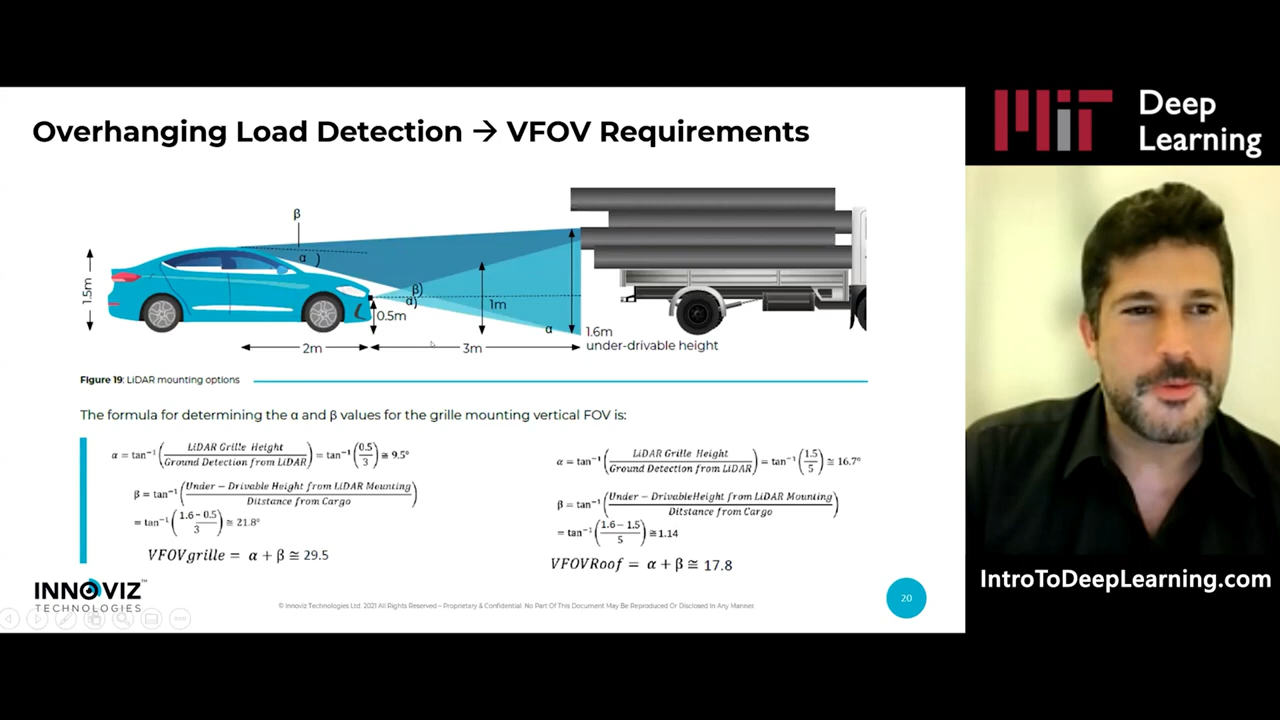 Overhanging Load Detection → VFOV Requirements
MIT Deep
Learning
β
α )
1.5m
β)
α)
0.5m
1m
α
1.6m
under-drivable height
2m
3m
Figure 19: LiDAR mounting options
The formula for determining the α and β values for the grille mounting vertical FOV is:
α = tan⁻¹(LiDAR Grille Height / Ground Detection from LiDAR) = tan⁻¹(0.5/3) ≅ 9.5°
β = tan⁻¹(Under − Drivable Height from LiDAR Mounting / Ditstance from Cargo)
= tan⁻¹(1.6 − 0.5 / 3) ≅ 21.8°
VFOVgrille = α + β ≅ 29.5
α = tan⁻¹(LiDAR Grille Height / Ground Detection from LiDAR) = tan⁻¹(1.5/5) ≅ 16.7°
β = tan⁻¹(Under − DrivableHeight from LiDAR Mounting / Ditstance from Cargo)
= tan⁻¹(1.6 − 1.5 / 5) ≅ 1.14
VFOVRoof = α + β ≅ 17.8
INNOVIZ™
TECHNOLOGIES
© Innoviz Technologies Ltd. 2021 All Rights Reserved – Proprietary & Confidential. No Part Of This Document May Be Reproduced Or Disclosed In Any Manner.
20
IntroToDeepLearning.com